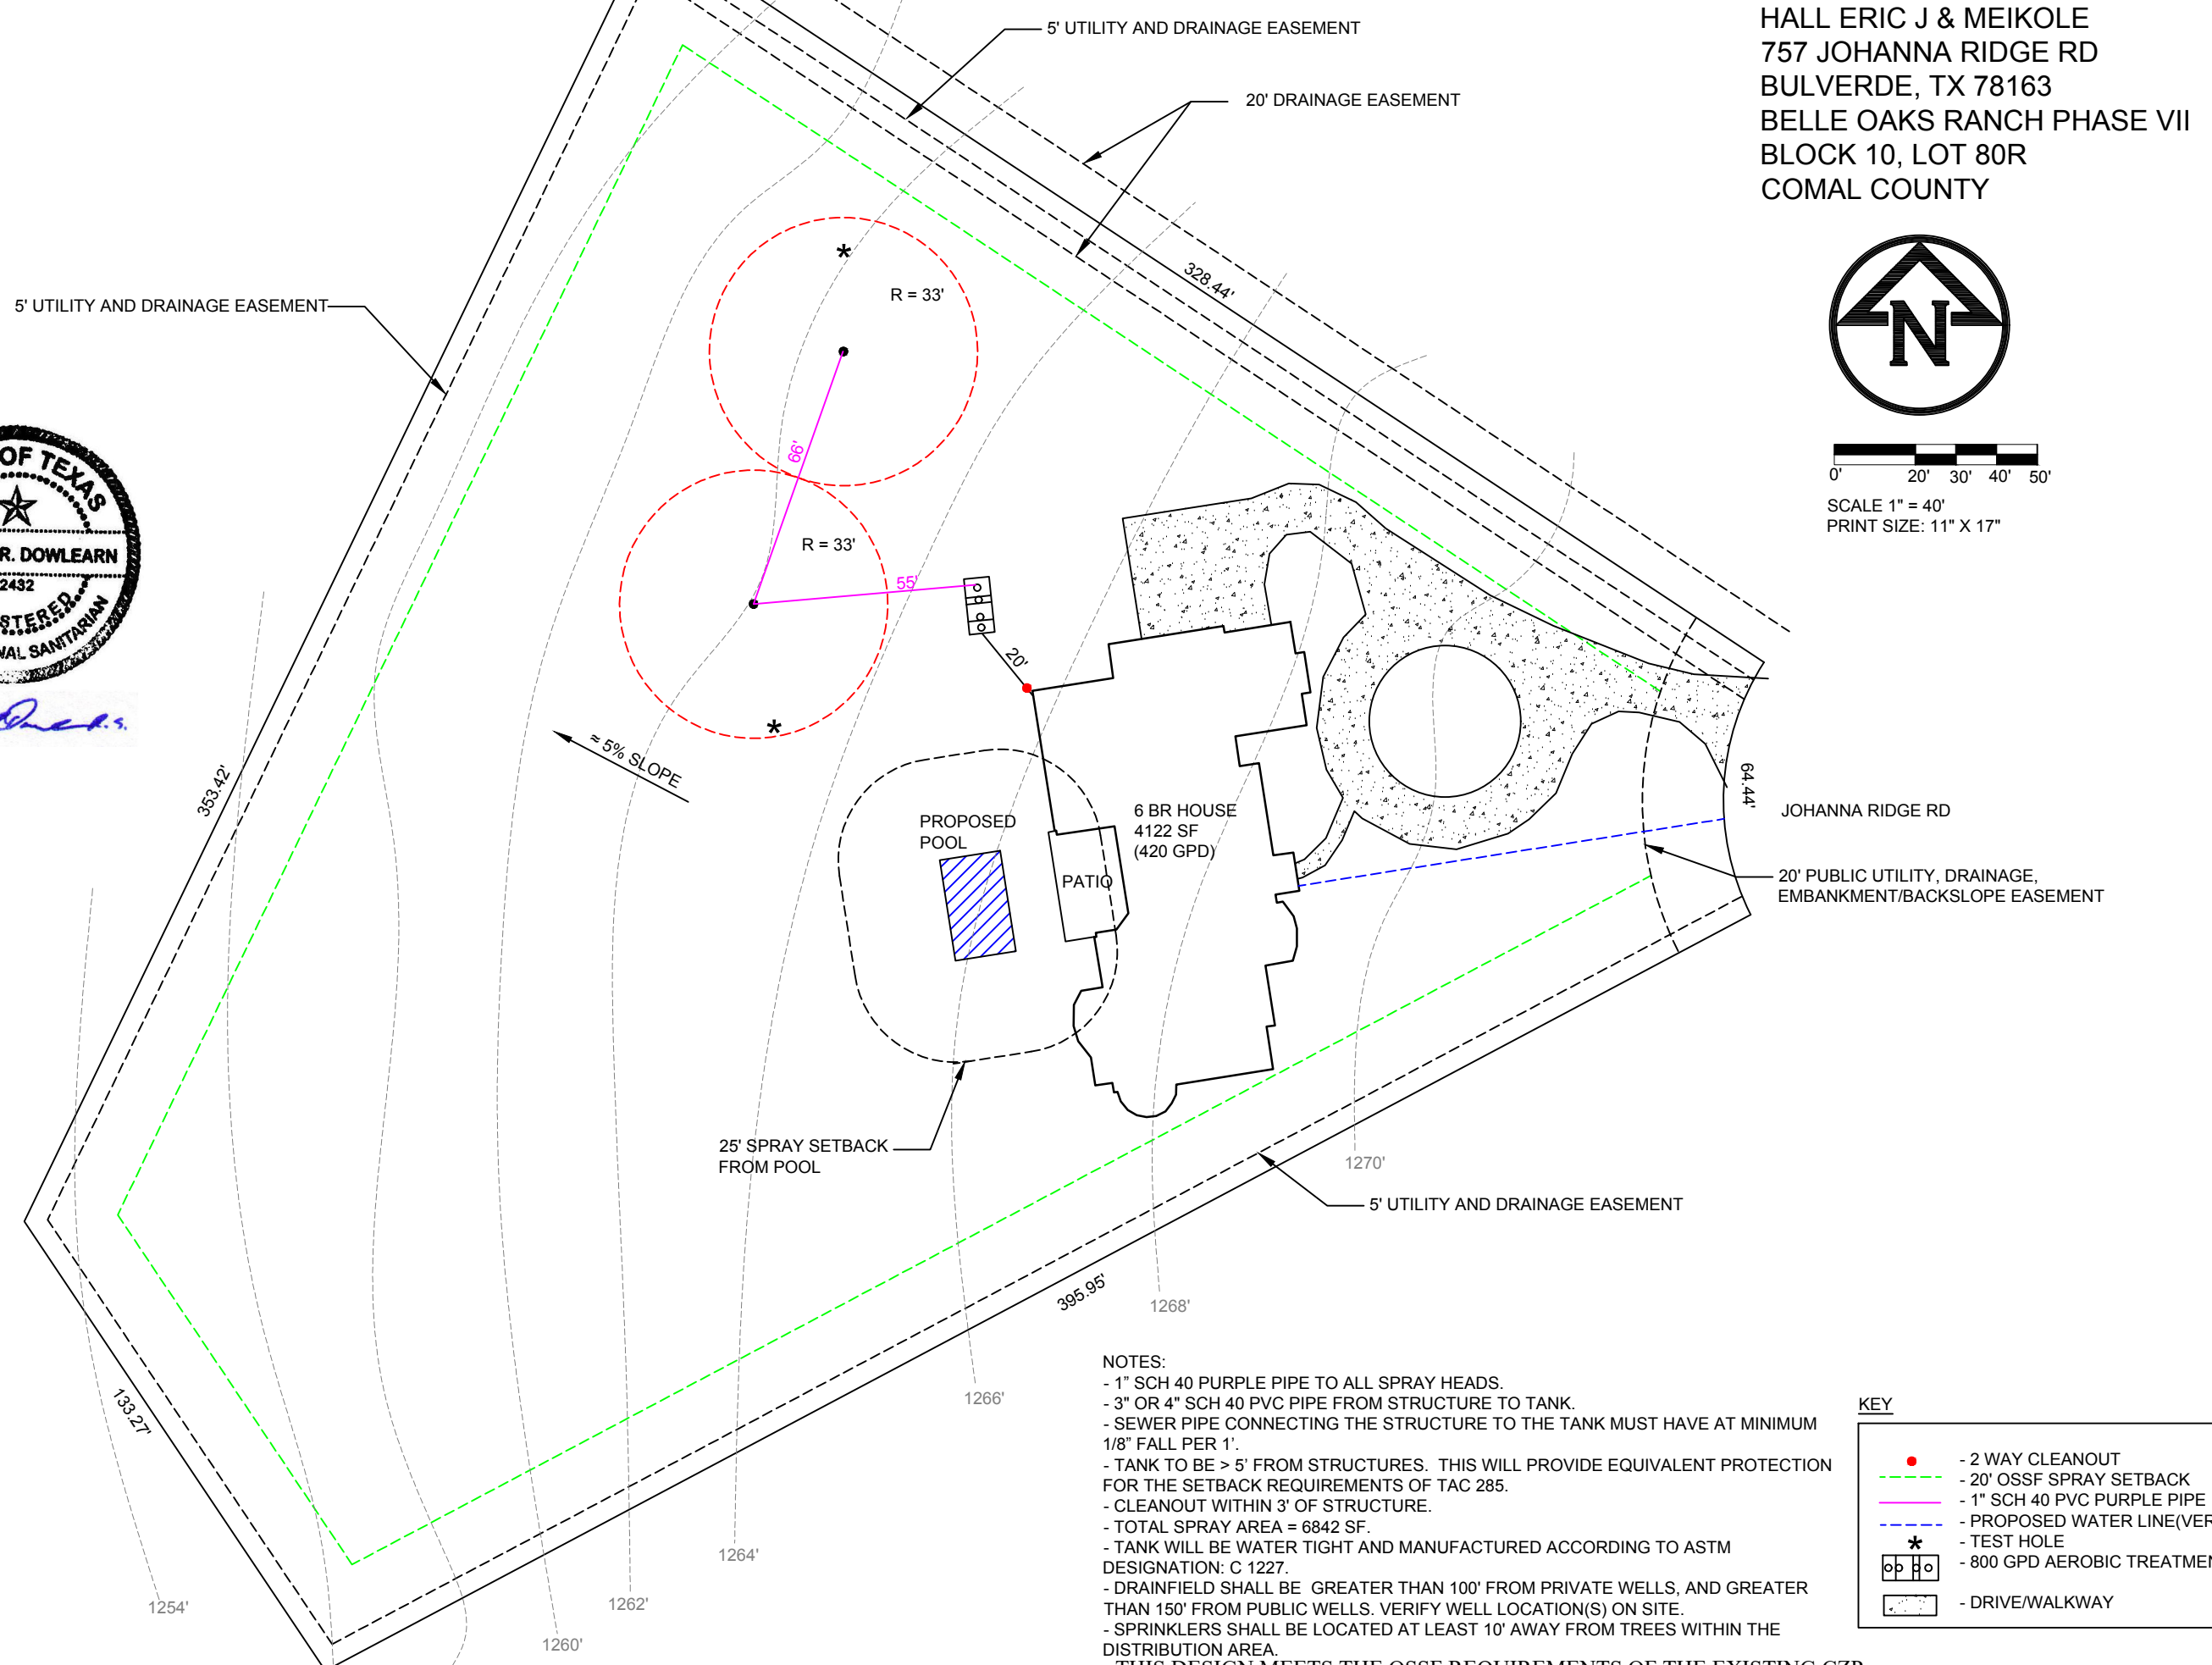 HALL ERIC J & MEIKOLE
757 JOHANNA RIDGE RD
BULVERDE, TX 78163
BELLE OAKS RANCH PHASE VII
BLOCK 10, LOT 80R
COMAL COUNTY
5' UTILITY AND DRAINAGE EASEMENT
20' DRAINAGE EASEMENT
328.44'
N
0' 20' 30' 40' 50'
SCALE 1" = 40'
PRINT SIZE: 11" X 17"
5' UTILITY AND DRAINAGE EASEMENT
*
R = 33'
66'
R = 33'
55'
20'
*
OF TEXAS
R. DOWLEARN
2432
≈ 5% SLOPE
353.42'
PROPOSED
POOL
PATIO
6 BR HOUSE
4122 SF
(420 GPD)
64.44'
JOHANNA RIDGE RD
20' PUBLIC UTILITY, DRAINAGE,
EMBANKMENT/BACKSLOPE EASEMENT
25' SPRAY SETBACK
FROM POOL
1270'
5' UTILITY AND DRAINAGE EASEMENT
395.95'
1268'
1266'
1264'
1262'
1260'
1254'
133.27'
NOTES:
- 1" SCH 40 PURPLE PIPE TO ALL SPRAY HEADS.
- 3" OR 4" SCH 40 PVC PIPE FROM STRUCTURE TO TANK.
- SEWER PIPE CONNECTING THE STRUCTURE TO THE TANK MUST HAVE AT MINIMUM
1/8" FALL PER 1'.
- TANK TO BE > 5' FROM STRUCTURES. THIS WILL PROVIDE EQUIVALENT PROTECTION
FOR THE SETBACK REQUIREMENTS OF TAC 285.
- CLEANOUT WITHIN 3' OF STRUCTURE.
- TOTAL SPRAY AREA = 6842 SF.
- TANK WILL BE WATER TIGHT AND MANUFACTURED ACCORDING TO ASTM
DESIGNATION: C 1227.
- DRAINFIELD SHALL BE GREATER THAN 100' FROM PRIVATE WELLS, AND GREATER
THAN 150' FROM PUBLIC WELLS. VERIFY WELL LOCATION(S) ON SITE.
- SPRINKLERS SHALL BE LOCATED AT LEAST 10' AWAY FROM TREES WITHIN THE
DISTRIBUTION AREA.
THIS DESIGN MEETS THE OSSF REQUIREMENTS OF THE EXISTING CZP
KEY
- 2 WAY CLEANOUT
- 20' OSSF SPRAY SETBACK
- 1" SCH 40 PVC PURPLE PIPE
- PROPOSED WATER LINE(VER
* - TEST HOLE
- 800 GPD AEROBIC TREATMEN
- DRIVE/WALKWAY